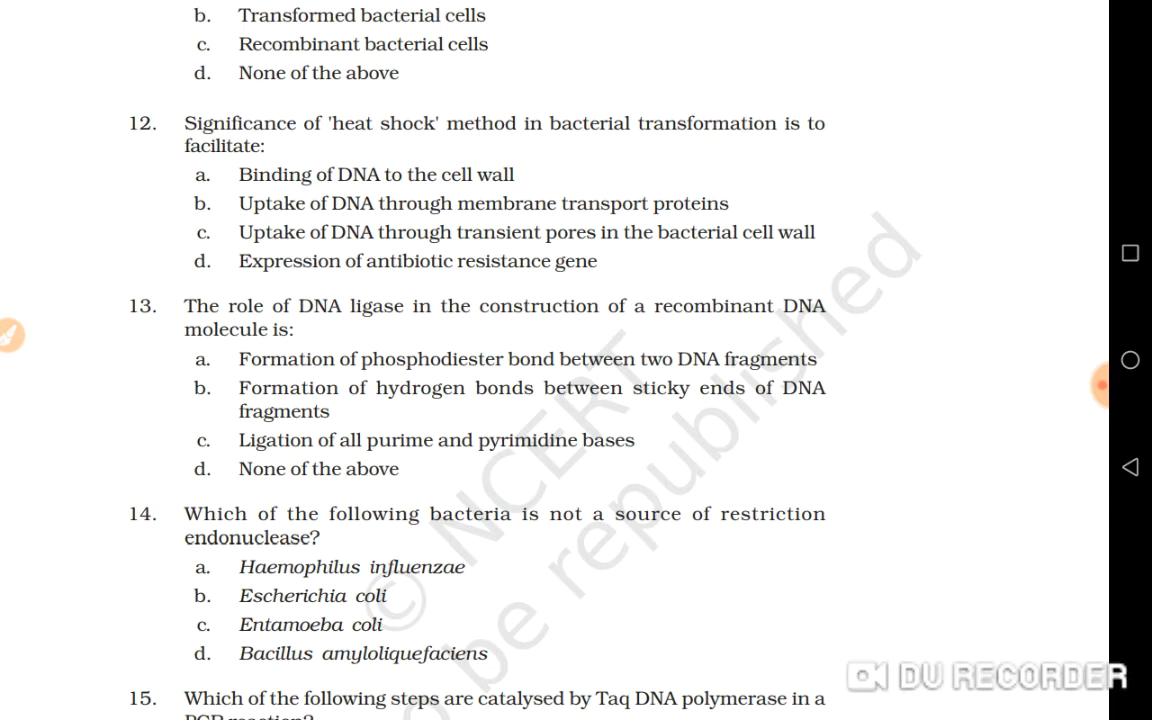 b. Transformed bacterial cells
c. Recombinant bacterial cells
d. None of the above
12. Significance of 'heat shock' method in bacterial transformation is to
facilitate:
a. Binding of DNA to the cell wall
b. Uptake of DNA through membrane transport proteins
c. Uptake of DNA through transient pores in the bacterial cell wall
d. Expression of antibiotic resistance gene
13. The role of DNA ligase in the construction of a recombinant DNA
molecule is:
a. Formation of phosphodiester bond between two DNA fragments
b. Formation of hydrogen bonds between sticky ends of DNA
fragments
c. Ligation of all purime and pyrimidine bases
d. None of the above
14. Which of the following bacteria is not a source of restriction
endonuclease?
a. Haemophilus influenzae
b. Escherichia coli
c. Entamoeba coli
d. Bacillus amyloliquefaciens
15. Which of the following steps are catalysed by Taq DNA polymerase in a
PCR reaction?
© NCERT
be republished
DU RECORDER